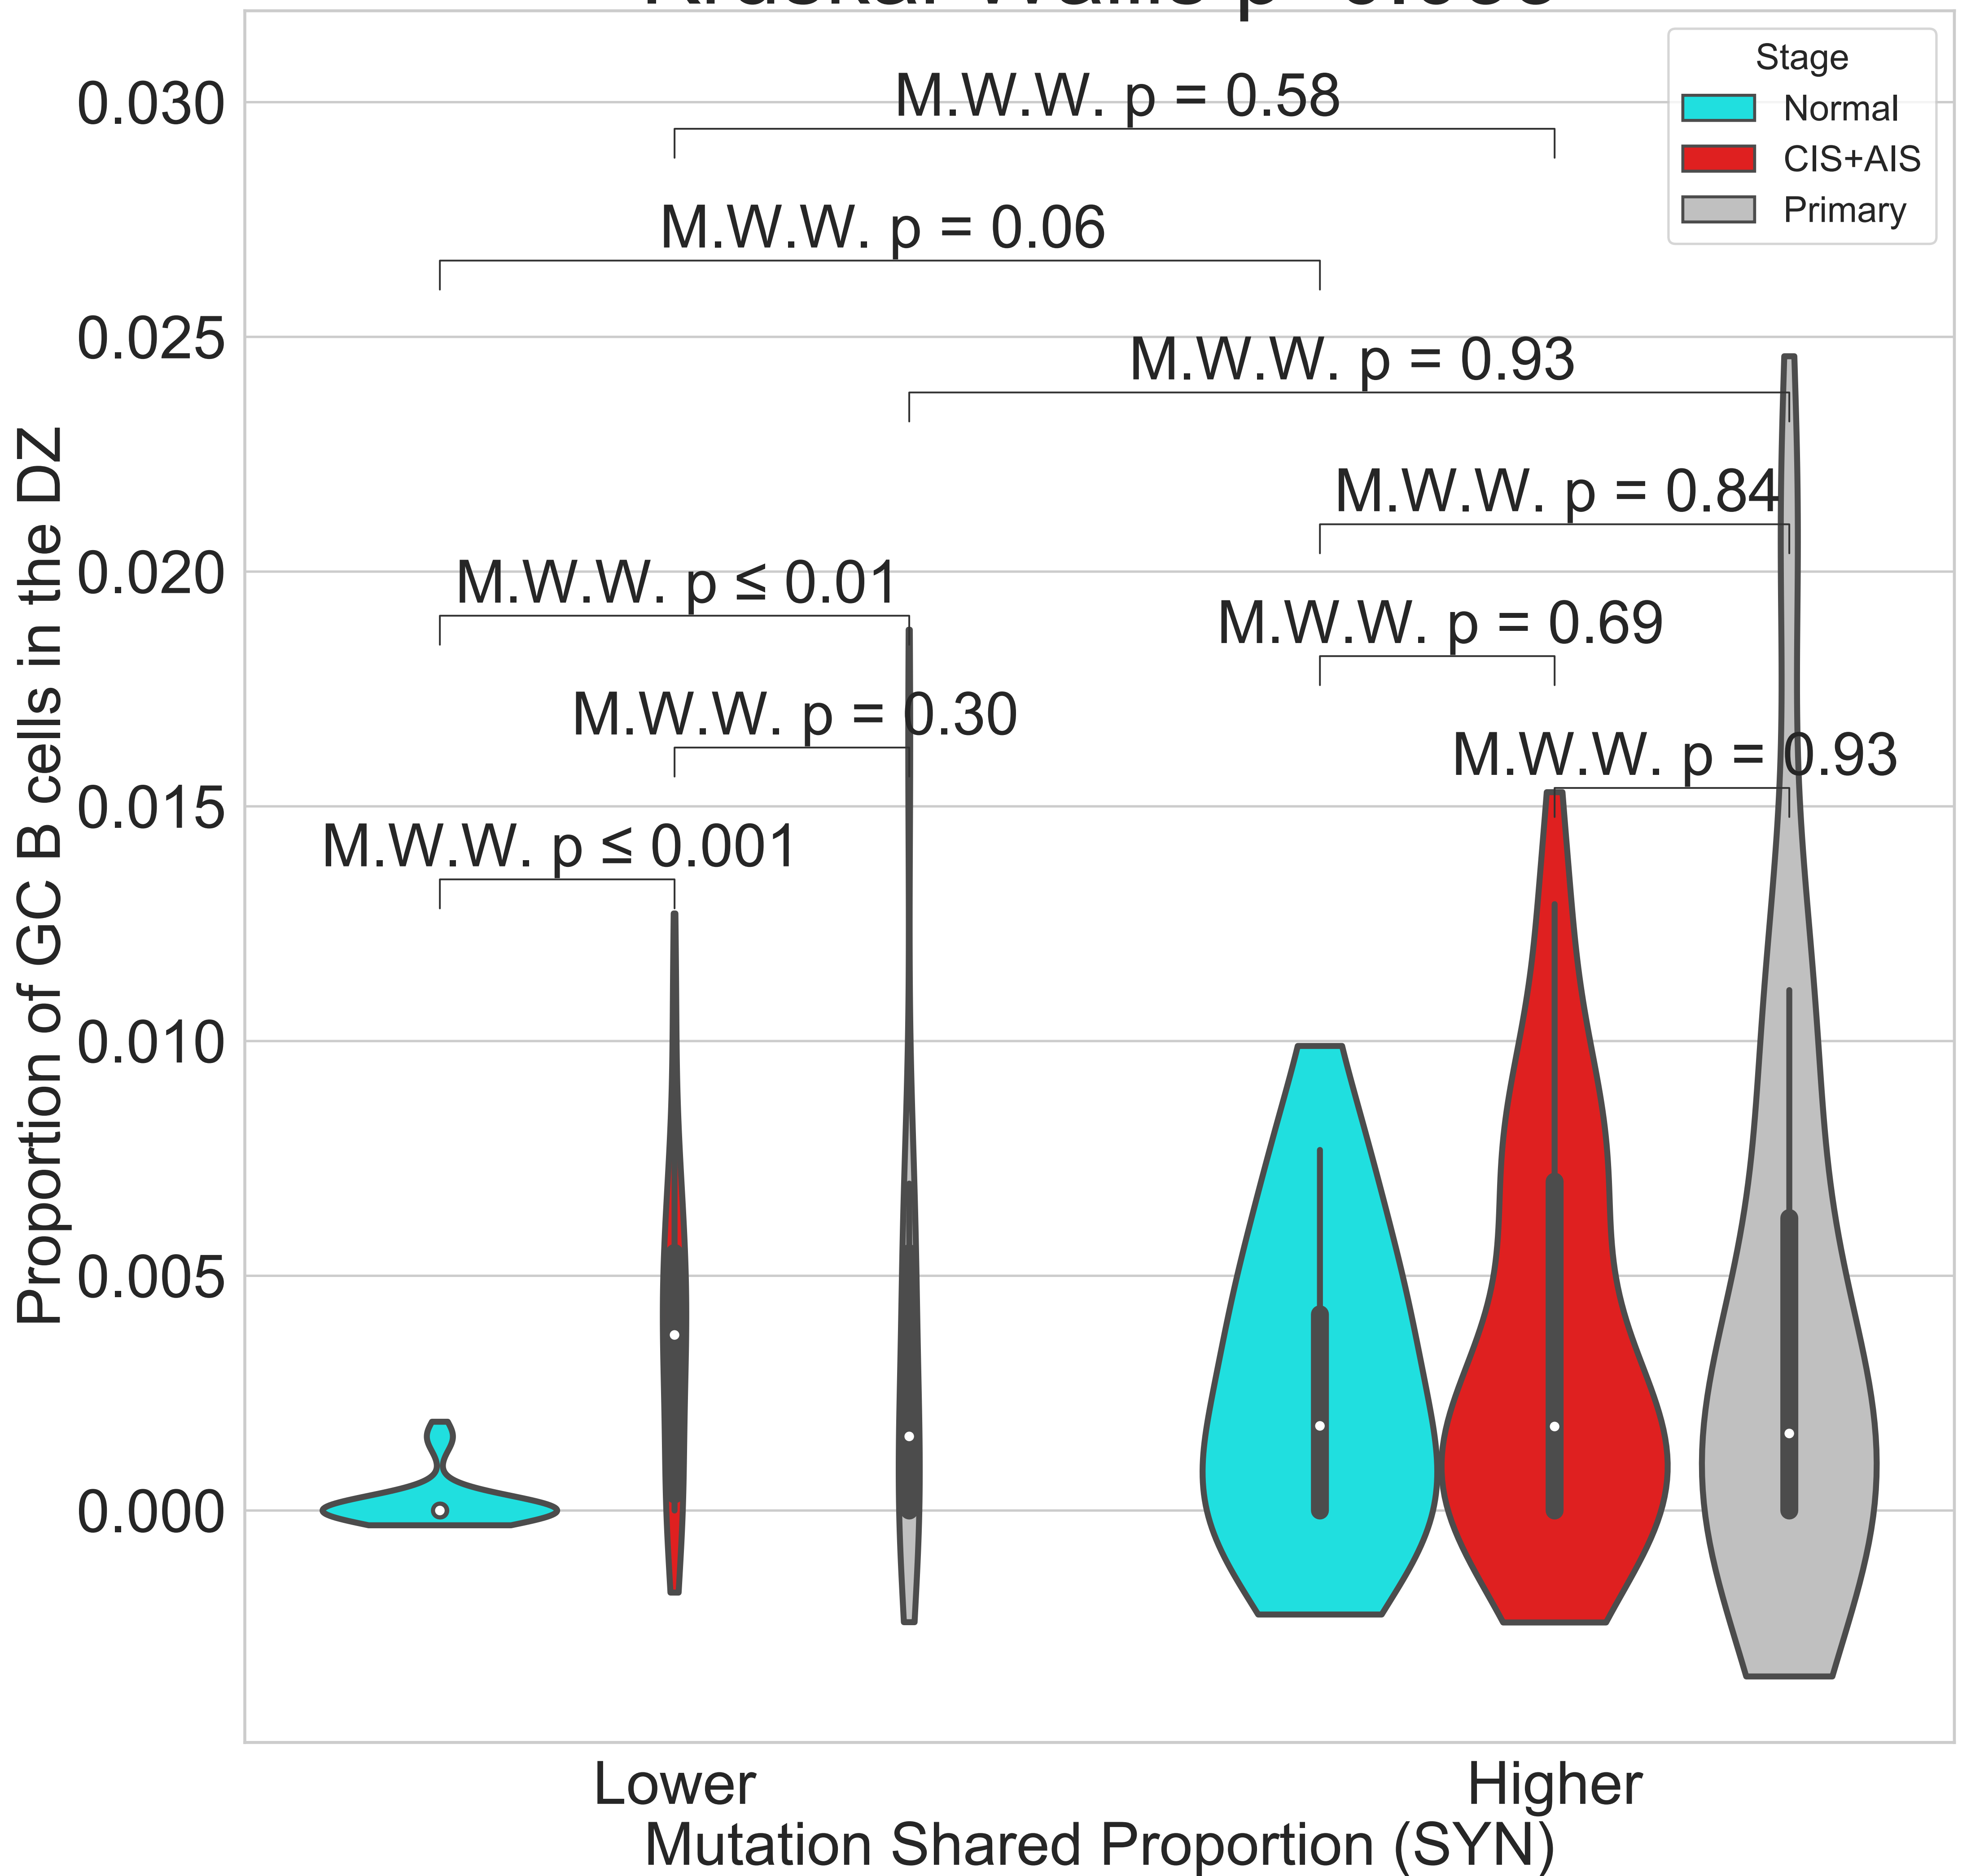 Stage
Normal
CIS+AIS
Primary
M.W.W. p = 0.58
M.W.W. p = 0.06
M.W.W. p = 0.93
M.W.W. p = 0.84
M.W.W. p ≤ 0.01
M.W.W. p = 0.69
M.W.W. p = 0.30
M.W.W. p = 0.93
M.W.W. p ≤ 0.001
0.030
0.025
0.020
0.015
0.010
0.005
0.000
Proportion of GC B cells in the DZ
Lower
Higher
Mutation Shared Proportion (SYN)